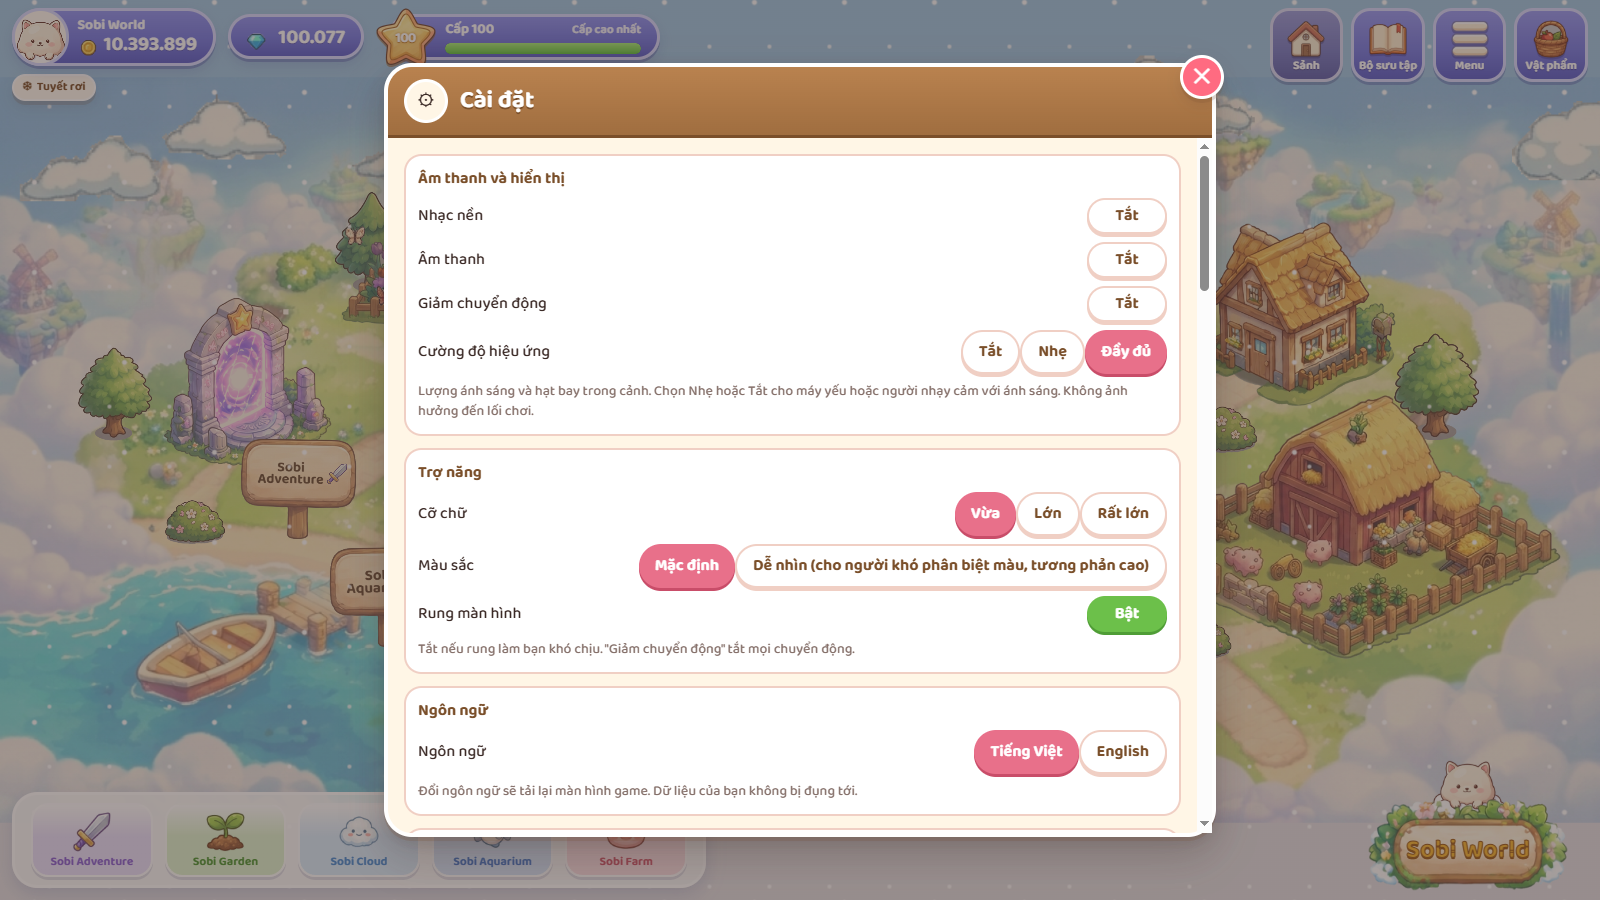 Sobi World
10.393.899
100.077
100
Cấp 100
Cấp cao nhất
Sảnh
Bộ sưu tập
Menu
Vật phẩm
❄ Tuyết rơi
Cài đặt
Âm thanh và hiển thị
Nhạc nền
Tắt
Âm thanh
Tắt
Giảm chuyển động
Tắt
Cường độ hiệu ứng
Tắt
Nhẹ
Đầy đủ
Lượng ánh sáng và hạt bay trong cảnh. Chọn Nhẹ hoặc Tắt cho máy yếu hoặc người nhạy cảm với ánh sáng. Không ảnh
hưởng đến lối chơi.
Trợ năng
Cỡ chữ
Vừa
Lớn
Rất lớn
Màu sắc
Mặc định
Dễ nhìn (cho người khó phân biệt màu, tương phản cao)
Rung màn hình
Bật
Tắt nếu rung làm bạn khó chịu. "Giảm chuyển động" tắt mọi chuyển động.
Ngôn ngữ
Ngôn ngữ
Tiếng Việt
English
Đổi ngôn ngữ sẽ tải lại màn hình game. Dữ liệu của bạn không bị đụng tới.
Sobi
Adventure
Sobi Adventure
Sobi Garden
Sobi Cloud
Sobi Aquarium
Sobi Farm
Sobi World